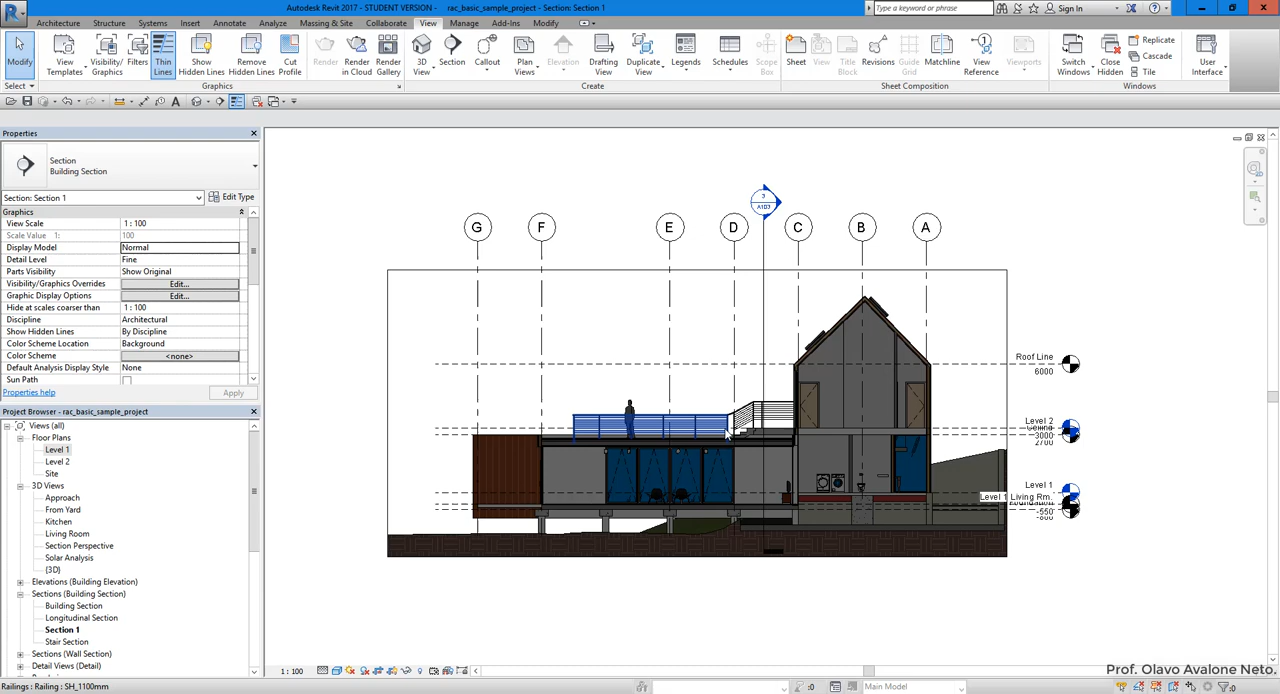 Autodesk Revit 2017 - STUDENT VERSION - rac_basic_sample_project - Section: Section 1
Type a keyword or phrase
Sign In
Architecture Structure Systems Insert Annotate Analyze Massing & Site Collaborate View Manage Add-Ins Modify
Modify
View Templates
Visibility/ Graphics
Filters
Thin Lines
Show Hidden Lines
Remove Hidden Lines
Cut Profile
Render
Render in Cloud
Render Gallery
3D View
Section
Callout
Plan Views
Elevation
Drafting View
Duplicate View
Legends
Schedules
Scope Box
Sheet
View
Title Block
Revisions
Guide Grid
Matchline
View Reference
Viewports
Switch Windows
Close Hidden
Replicate
Cascade
Tile
User Interface
Select
Graphics
Create
Sheet Composition
Windows
Properties
Section
Building Section
Section: Section 1
Edit Type
Graphics
View Scale 1 : 100
Scale Value 1: 100
Display Model Normal
Detail Level Fine
Parts Visibility Show Original
Visibility/Graphics Overrides Edit...
Graphic Display Options Edit...
Hide at scales coarser than 1 : 100
Discipline Architectural
Show Hidden Lines By Discipline
Color Scheme Location Background
Color Scheme <none>
Default Analysis Display Style None
Sun Path
Properties help
Apply
Project Browser - rac_basic_sample_project
Views (all)
Floor Plans
Level 1
Level 2
Site
3D Views
Approach
From Yard
Kitchen
Living Room
Section Perspective
Solar Analysis
{3D}
Elevations (Building Elevation)
Sections (Building Section)
Building Section
Longitudinal Section
Section 1
Stair Section
Sections (Wall Section)
Detail Views (Detail)
G F E D C B A
A103
Roof Line
6000
Level 2
3000
2700
Level 1
Level 1 Living Rm.
-550
1 : 100
Prof. Olavo Avalone Neto.
Railings : Railing : SH_1100mm
:0
Main Model
:0